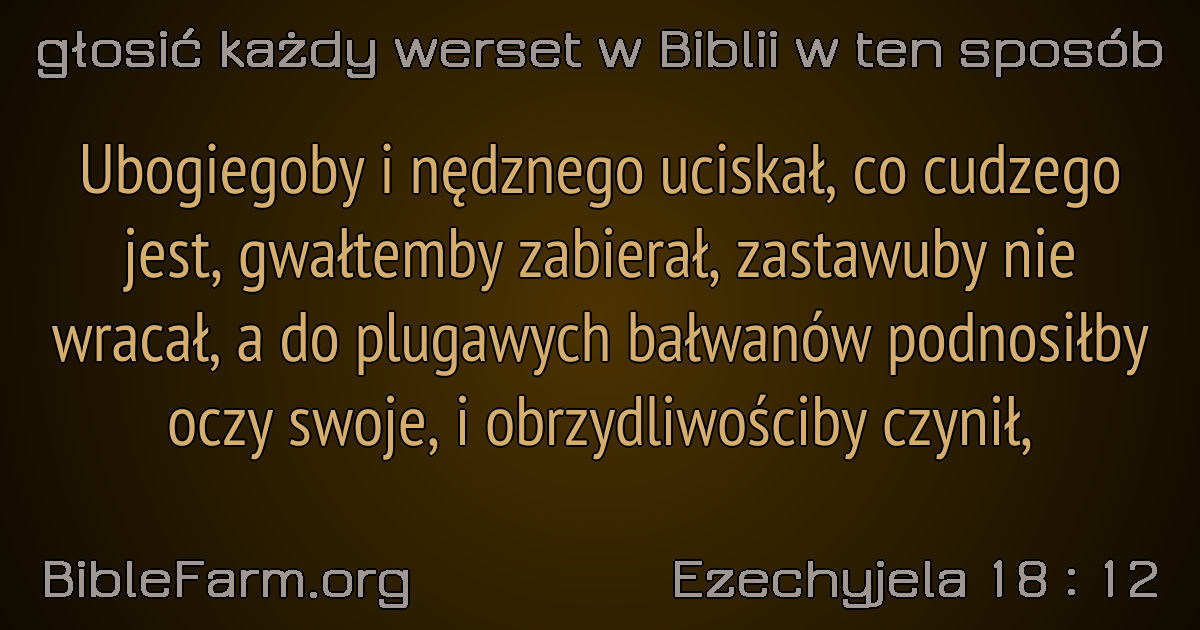 głosić każdy werset w Biblii w ten sposób
Ubogiegoby i nędznego uciskał, co cudzego
jest, gwałtemby zabierał, zastawuby nie
wracał, a do plugawych bałwanów podnosiłby
oczy swoje, i obrzydliwościby czynił,
BibleFarm.org
Ezechyjela 18 : 12